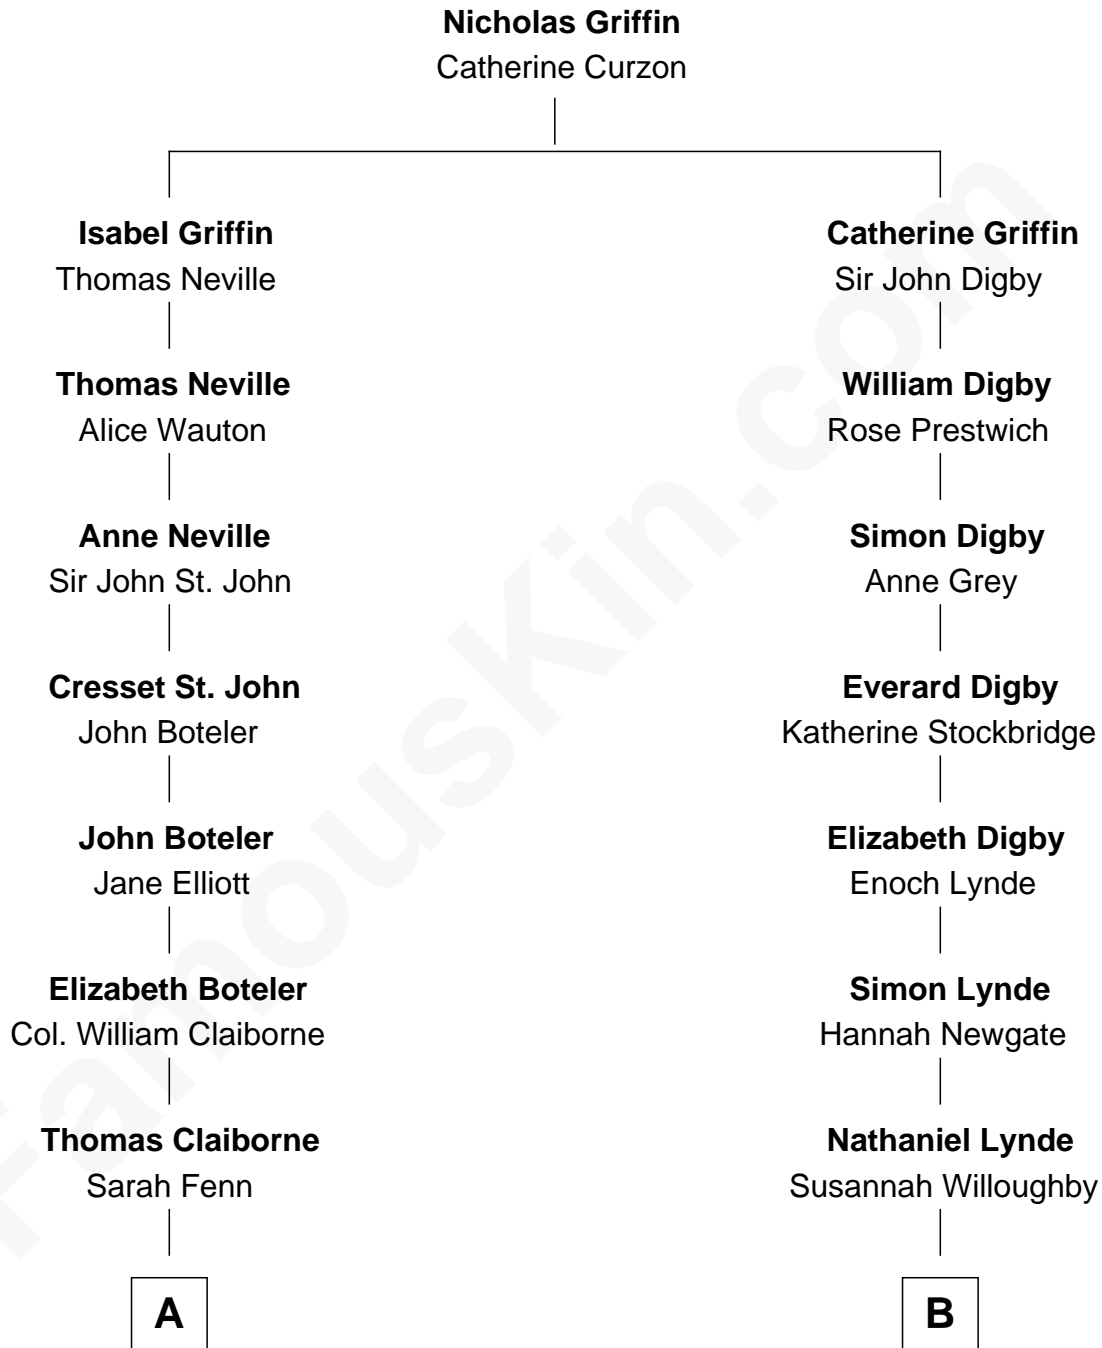 Nicholas Griffin
Catherine Curzon
Isabel Griffin
Thomas Neville
Catherine Griffin
Sir John Digby
Thomas Neville
Alice Wauton
William Digby
Rose Prestwich
Anne Neville
Sir John St. John
Simon Digby
Anne Grey
Cresset St. John
John Boteler
Everard Digby
Katherine Stockbridge
John Boteler
Jane Elliott
Elizabeth Digby
Enoch Lynde
Elizabeth Boteler
Col. William Claiborne
Simon Lynde
Hannah Newgate
Thomas Claiborne
Sarah Fenn
Nathaniel Lynde
Susannah Willoughby
A
B
FamousKin.com